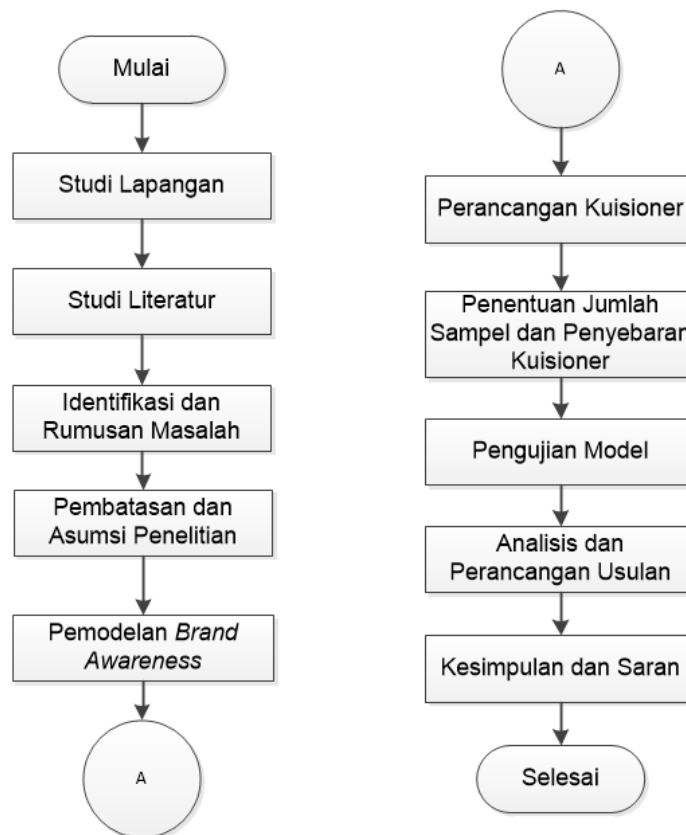 Mulai
Studi Lapangan
Studi Literatur
Identifikasi dan
Rumusan Masalah
Pembatasan dan
Asumsi Penelitian
Pemodelan Brand
Awareness
A
A
Perancangan Kuisioner
Penentuan Jumlah
Sampel dan Penyebaran
Kuisioner
Pengujian Model
Analisis dan
Perancangan Usulan
Kesimpulan dan Saran
Selesai